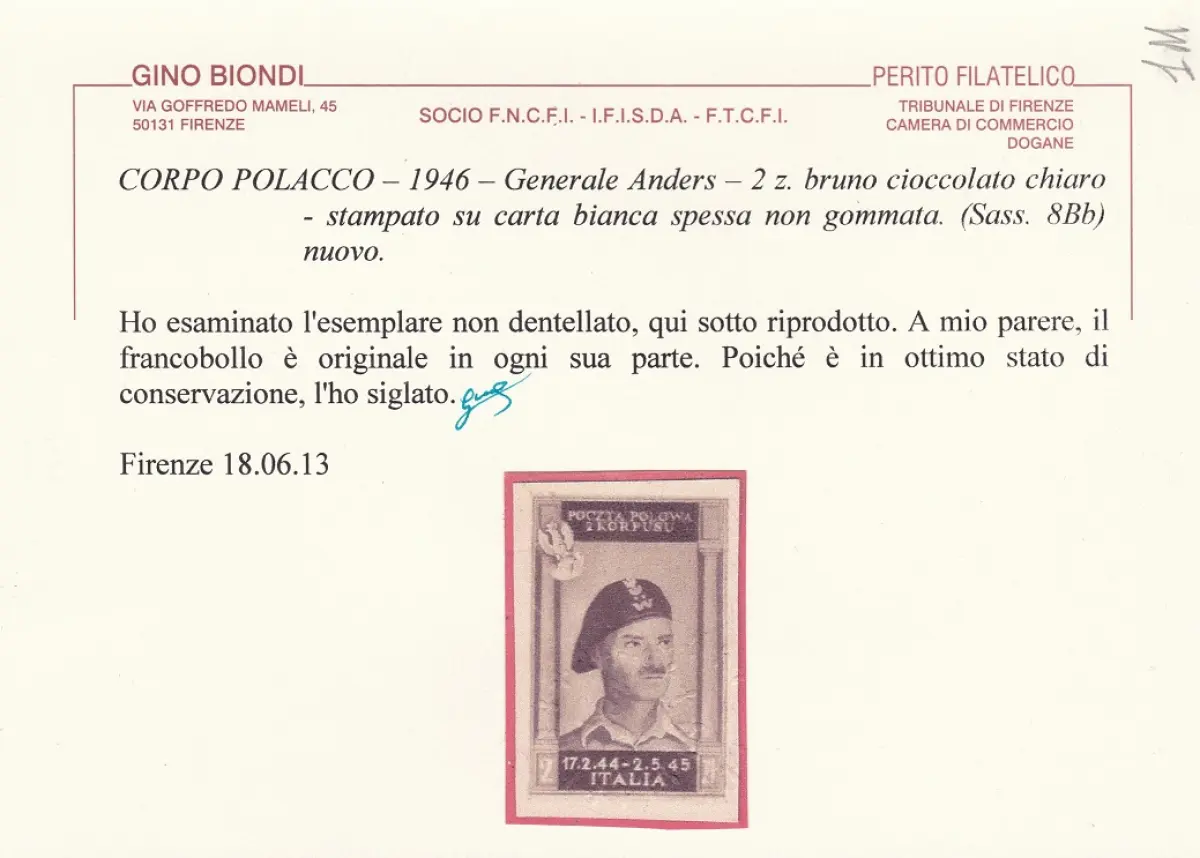 GINO BIONDI
PERITO FILATELICO
VIA GOFFREDO MAMELI, 45
50131 FIRENZE
SOCIO F.N.C.F.I. - I.F.I.S.D.A. - F.T.C.F.I.
TRIBUNALE DI FIRENZE
CAMERA DI COMMERCIO
DOGANE
CORPO POLACCO – 1946 – Generale Anders – 2 z. bruno cioccolato chiaro
- stampato su carta bianca spessa non gommata. (Sass. 8Bb)
nuovo.
Ho esaminato l'esemplare non dentellato, qui sotto riprodotto. A mio parere, il
francobollo è originale in ogni sua parte. Poiché è in ottimo stato di
conservazione, l'ho siglato.
Firenze 18.06.13
POCZTA POLOWA
2 KORPUSU
W
2 17.2.44-2.5.45 Zł
ITALIA